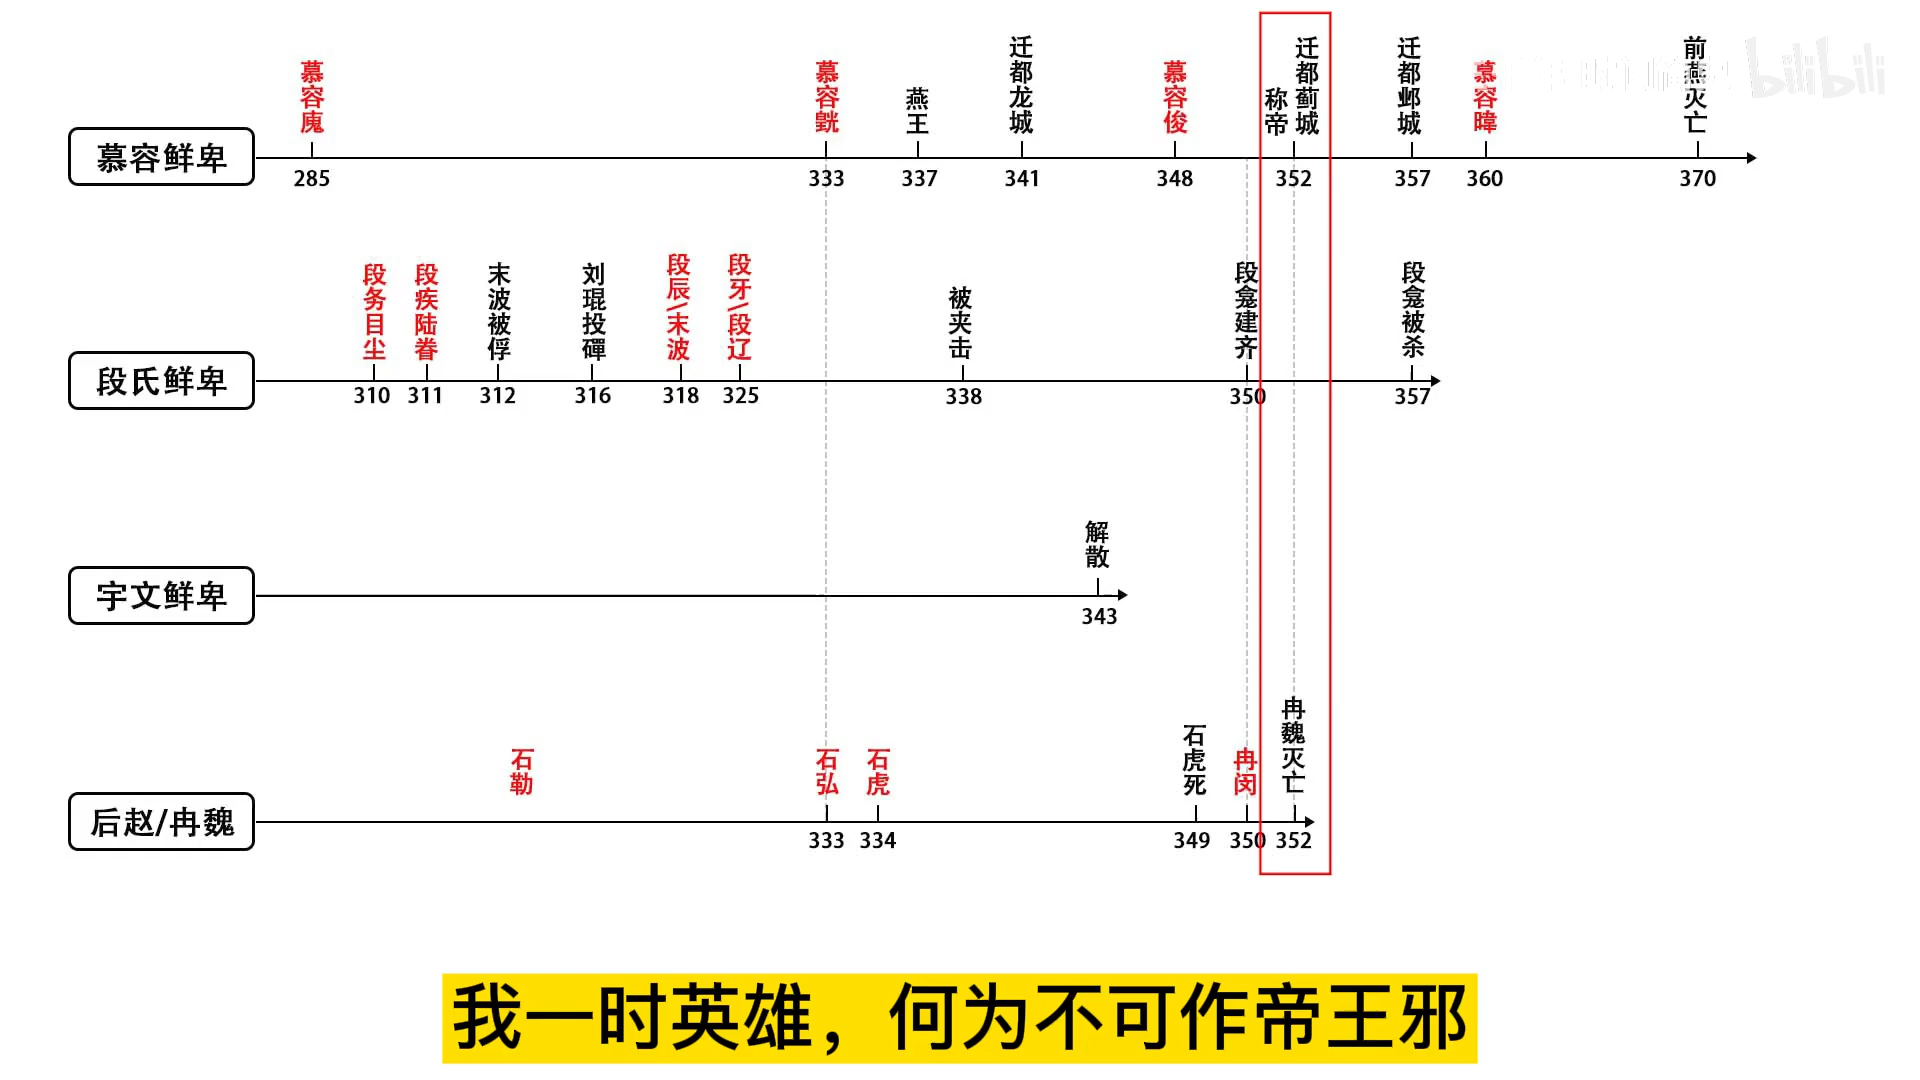 慕容鲜卑
慕容廆
慕容皝
燕王
迁都龙城
慕容俊
称帝
迁都蓟城
迁都邺城
慕容暐
前燕灭亡
bilibili
285
333
337
341
348
352
357
360
370
段氏鲜卑
段务目尘
段疾陆眷
末波被俘
刘琨投磾
段辰/末波
段牙/段辽
被夹击
段龛建齐
段龛被杀
310
311
312
316
318
325
338
350
357
宇文鲜卑
解散
343
后赵/冉魏
石勒
石弘
石虎
石虎死
冉闵
冉魏灭亡
333
334
349
350
352
我一时英雄，何为不可作帝王邪